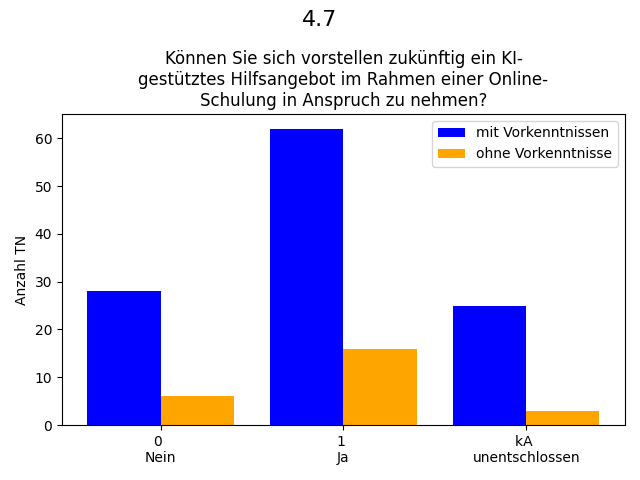 4.7
Können Sie sich vorstellen zukünftig ein KI-
gestütztes Hilfsangebot im Rahmen einer Online-
Schulung in Anspruch zu nehmen?
mit Vorkenntnissen
ohne Vorkenntnisse
Anzahl TN
60
50
40
30
20
10
0
0
Nein
1
Ja
kA
unentschlossen